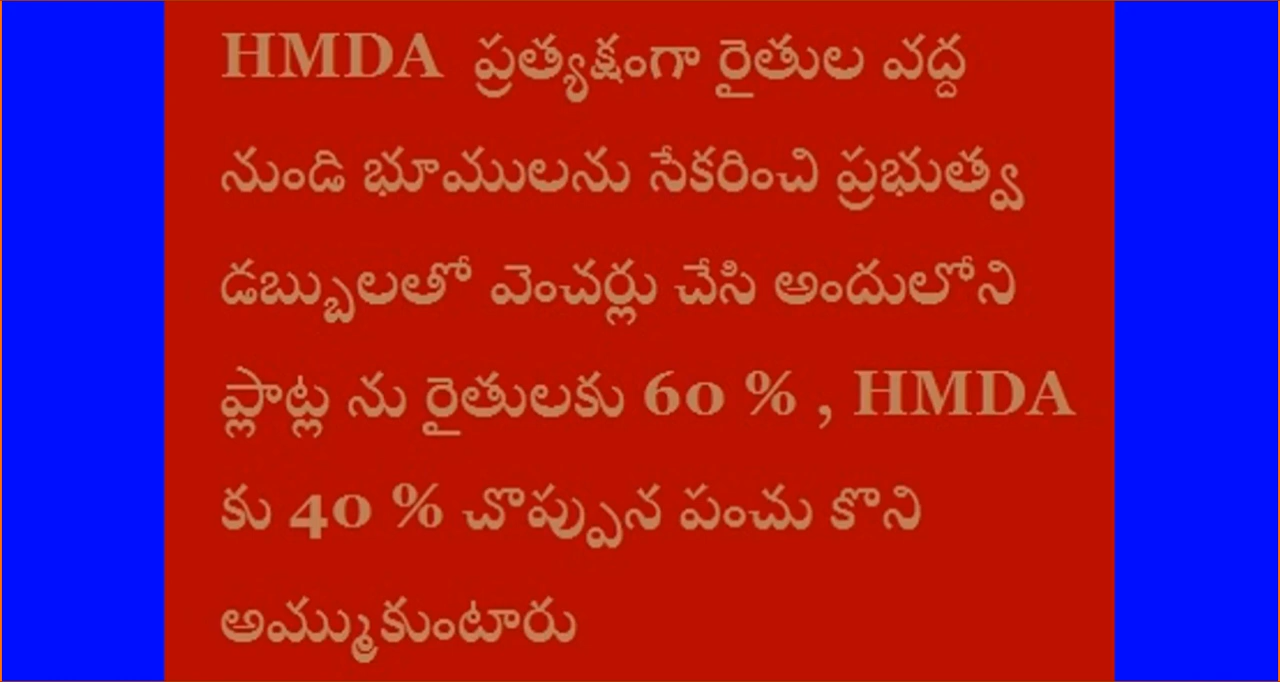 HMDA ప్రత్యక్షంగా రైతుల వద్ద
నుండి భూములను సేకరించి ప్రభుత్వ
డబ్బులతో వెంచర్లు చేసి అందులోని
ప్లాట్ల ను రైతులకు 60 % , HMDA
కు 40 % చొప్పున పంచు కొని
అమ్ముకుంటారు